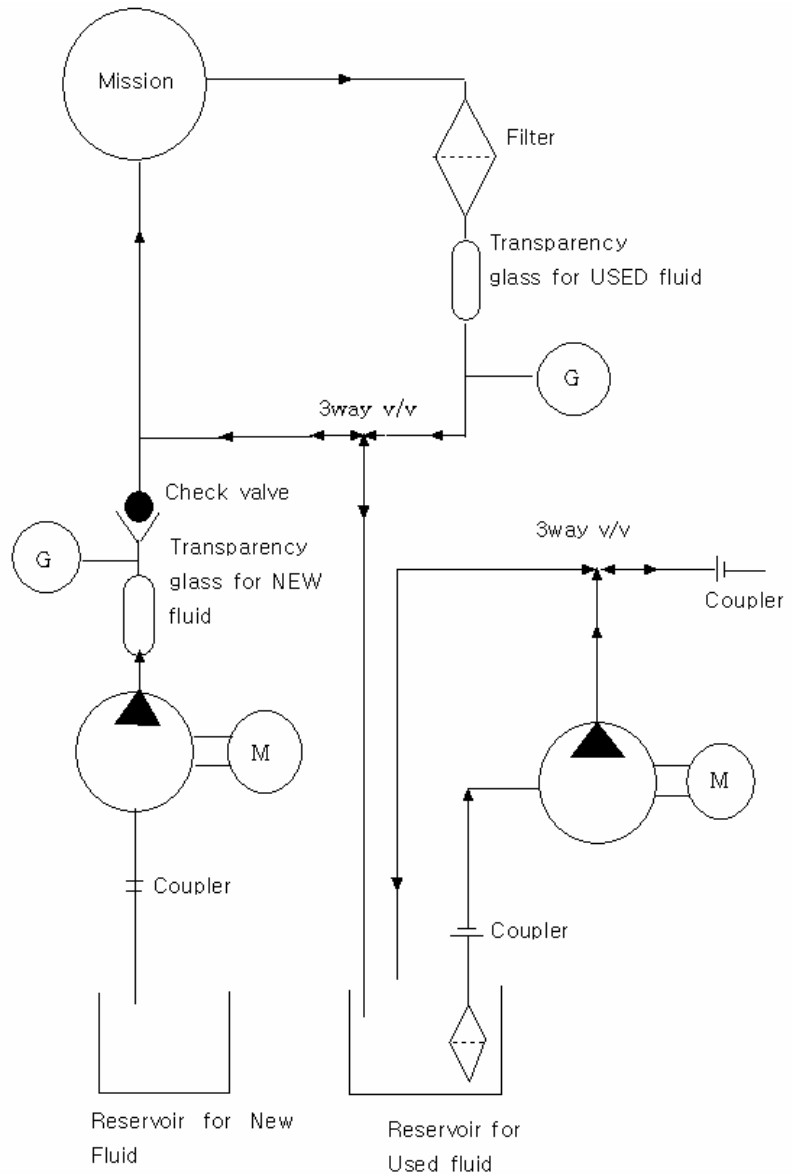 Mission
Filter
Transparency
glass for USED fluid
G
3way v/v
Check valve
G
Transparency
glass for NEW
fluid
3way v/v
Coupler
M
M
Coupler
Coupler
Reservoir for New
Fluid
Reservoir for
Used fluid